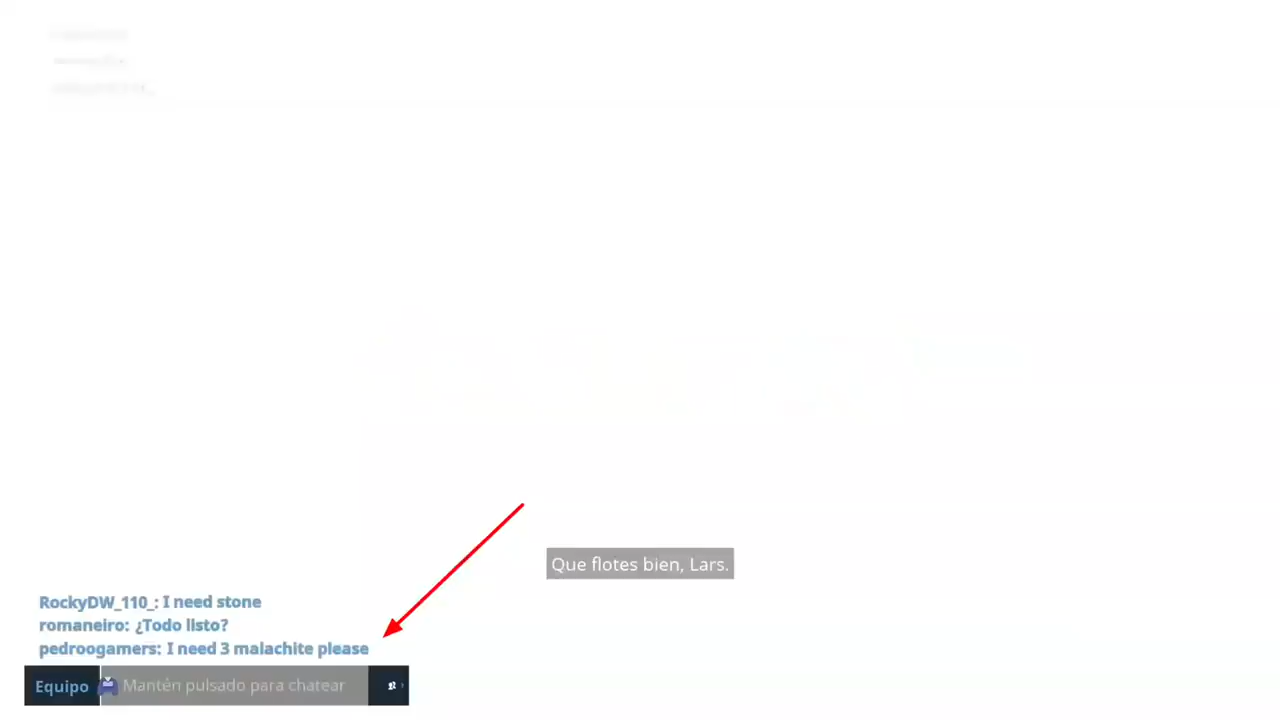 Que flotes bien, Lars.
RockyDW_110_: I need stone
romaneiro: ¿Todo listo?
pedroogamers: I need 3 malachite please
Equipo Mantén pulsado para chatear